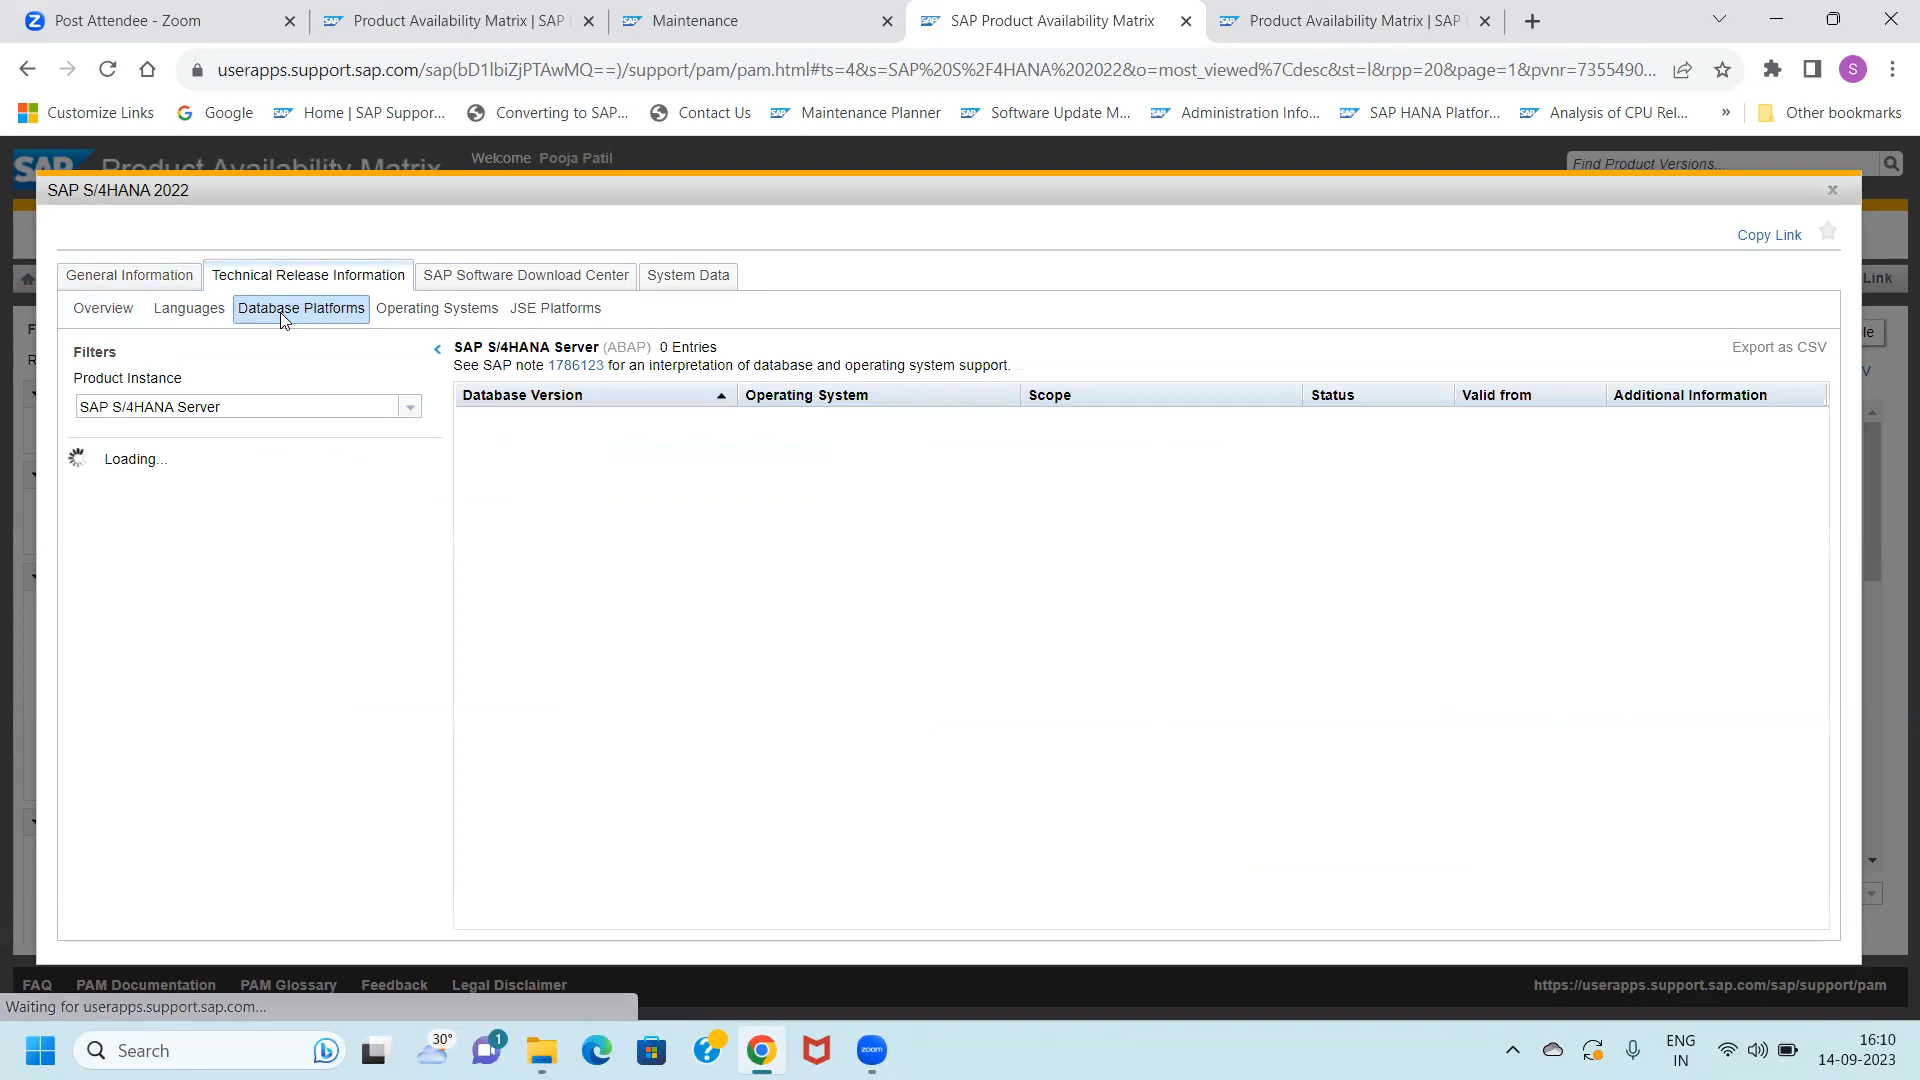 Post Attendee - Zoom
Product Availability Matrix | SAP
Maintenance
SAP Product Availability Matrix
Product Availability Matrix | SAP
userapps.support.sap.com/sap(bD1lbiZjPTAwMQ==)/support/pam/pam.html#ts=4&s=SAP%20S%2F4HANA%202022&o=most_viewed%7Cdesc&st=l&rpp=20&page=1&pvnr=7355490...
S
Customize Links
Google
Home | SAP Suppor...
Converting to SAP...
Contact Us
Maintenance Planner
Software Update M...
Administration Info...
SAP HANA Platfor...
Analysis of CPU Rel...
»
Other bookmarks
SAP Product Availability Matrix
Welcome Pooja Patil
Find Product Versions...
SAP S/4HANA 2022
Copy Link
General Information
Technical Release Information
SAP Software Download Center
System Data
Link
Overview
Languages
Database Platforms
Operating Systems
JSE Platforms
Filters
SAP S/4HANA Server (ABAP) 0 Entries
Export as CSV
See SAP note 1786123 for an interpretation of database and operating system support.
Product Instance
SAP S/4HANA Server
Database Version
Operating System
Scope
Status
Valid from
Additional Information
Loading...
FAQ
PAM Documentation
PAM Glossary
Feedback
Legal Disclaimer
https://userapps.support.sap.com/sap/support/pam
Waiting for userapps.support.sap.com...
Search
30°
1
zoom
ENG
IN
16:10
14-09-2023